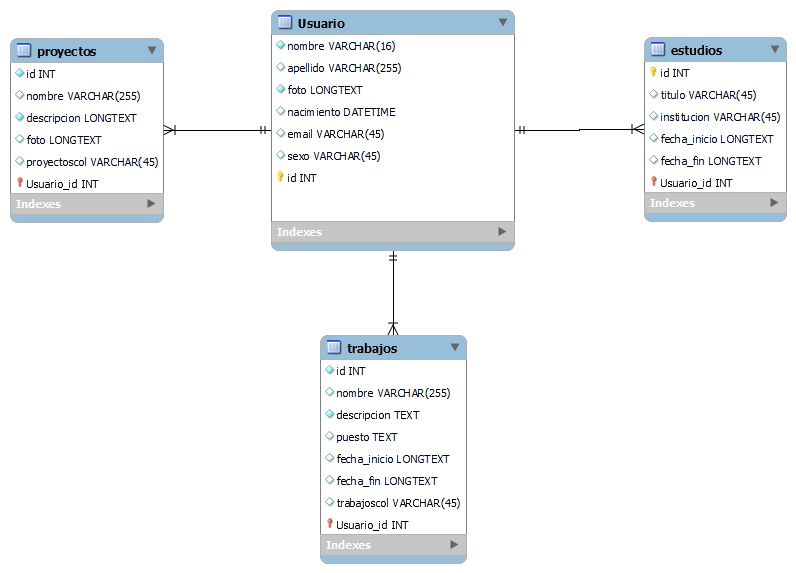 proyectos
id INT
nombre VARCHAR(255)
descripcion LONGTEXT
foto LONGTEXT
proyectoscol VARCHAR(45)
Usuario_id INT
Indexes
Usuario
nombre VARCHAR(16)
apellido VARCHAR(255)
foto LONGTEXT
nacimiento DATETIME
email VARCHAR(45)
sexo VARCHAR(45)
id INT
Indexes
estudios
id INT
titulo VARCHAR(45)
institucion VARCHAR(45)
fecha_inicio LONGTEXT
fecha_fin LONGTEXT
Usuario_id INT
Indexes
trabajos
id INT
nombre VARCHAR(255)
descripcion TEXT
puesto TEXT
fecha_inicio LONGTEXT
fecha_fin LONGTEXT
trabajoscol VARCHAR(45)
Usuario_id INT
Indexes